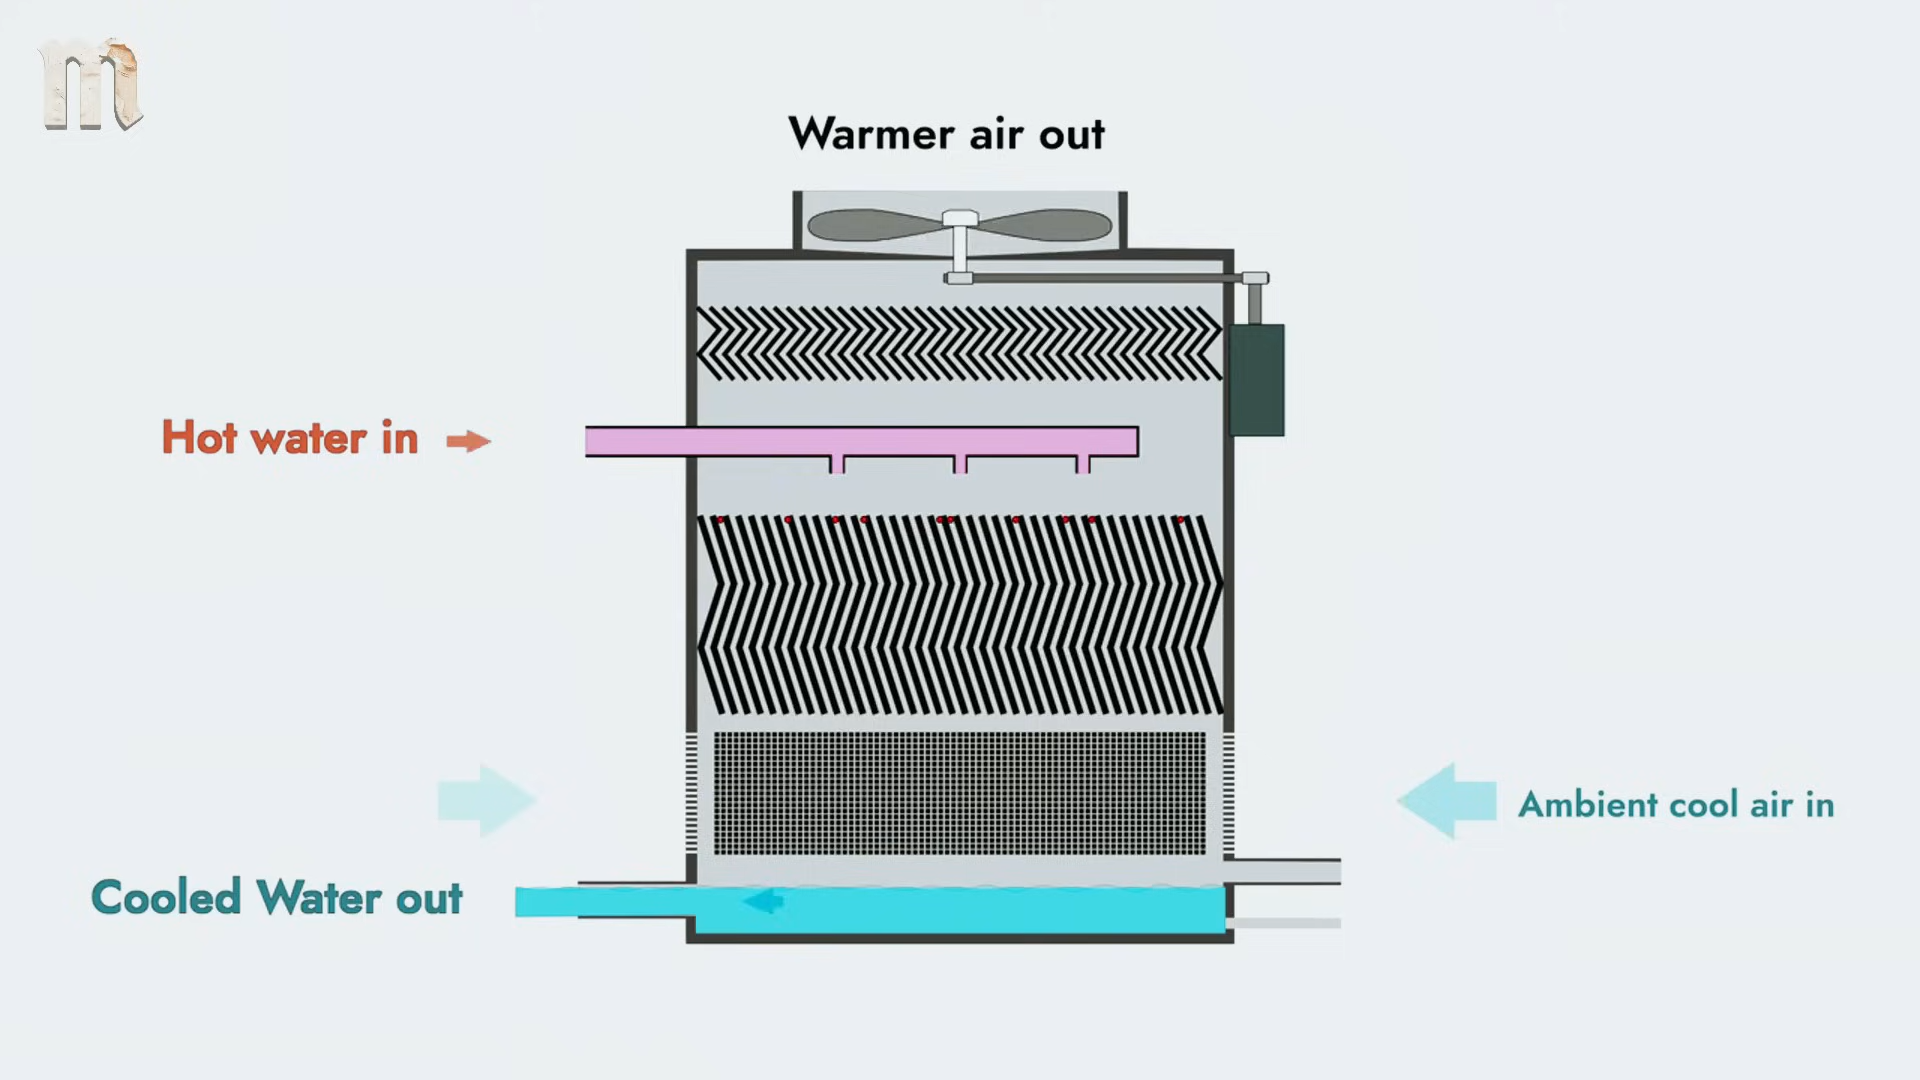 m
Warmer air out
Hot water in
Ambient cool air in
Cooled Water out